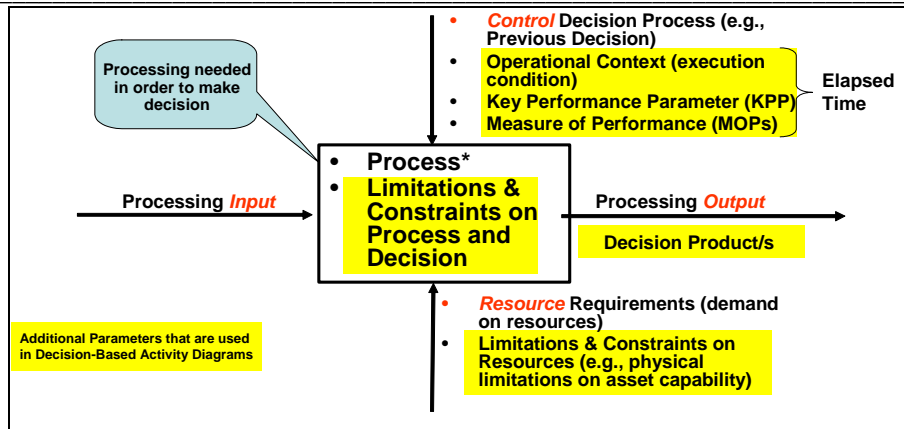 Control Decision Process (e.g.,
Previous Decision)
Operational Context (execution
condition)
Key Performance Parameter (KPP)
Measure of Performance (MOPs)
Elapsed
Time
Processing needed
in order to make
decision
• Process*
• Limitations &
Constraints on
Process and
Decision
Processing Input
Processing Output
Decision Product/s
• Resource Requirements (demand
on resources)
• Limitations & Constraints on
Resources (e.g., physical
limitations on asset capability)
Additional Parameters that are used
in Decision-Based Activity Diagrams